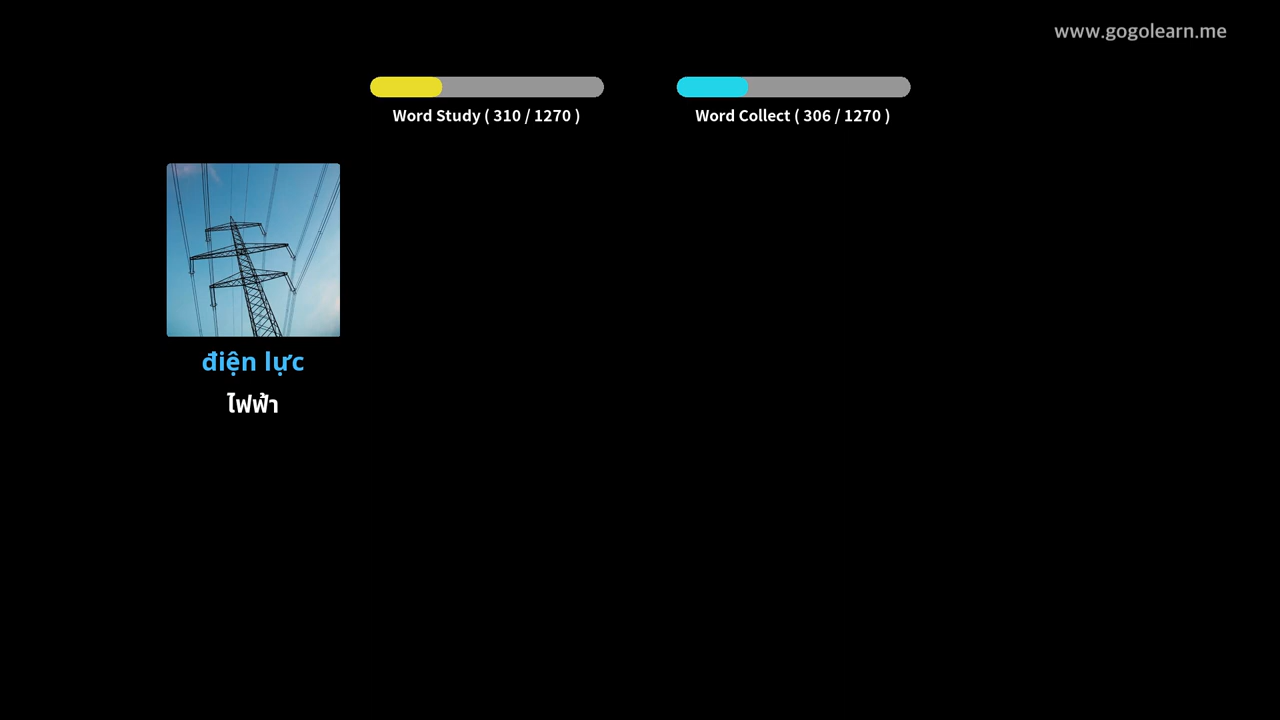 www.gogolearn.me
Word Study ( 310 / 1270 )
Word Collect ( 306 / 1270 )
điện lực
ไฟฟ้า